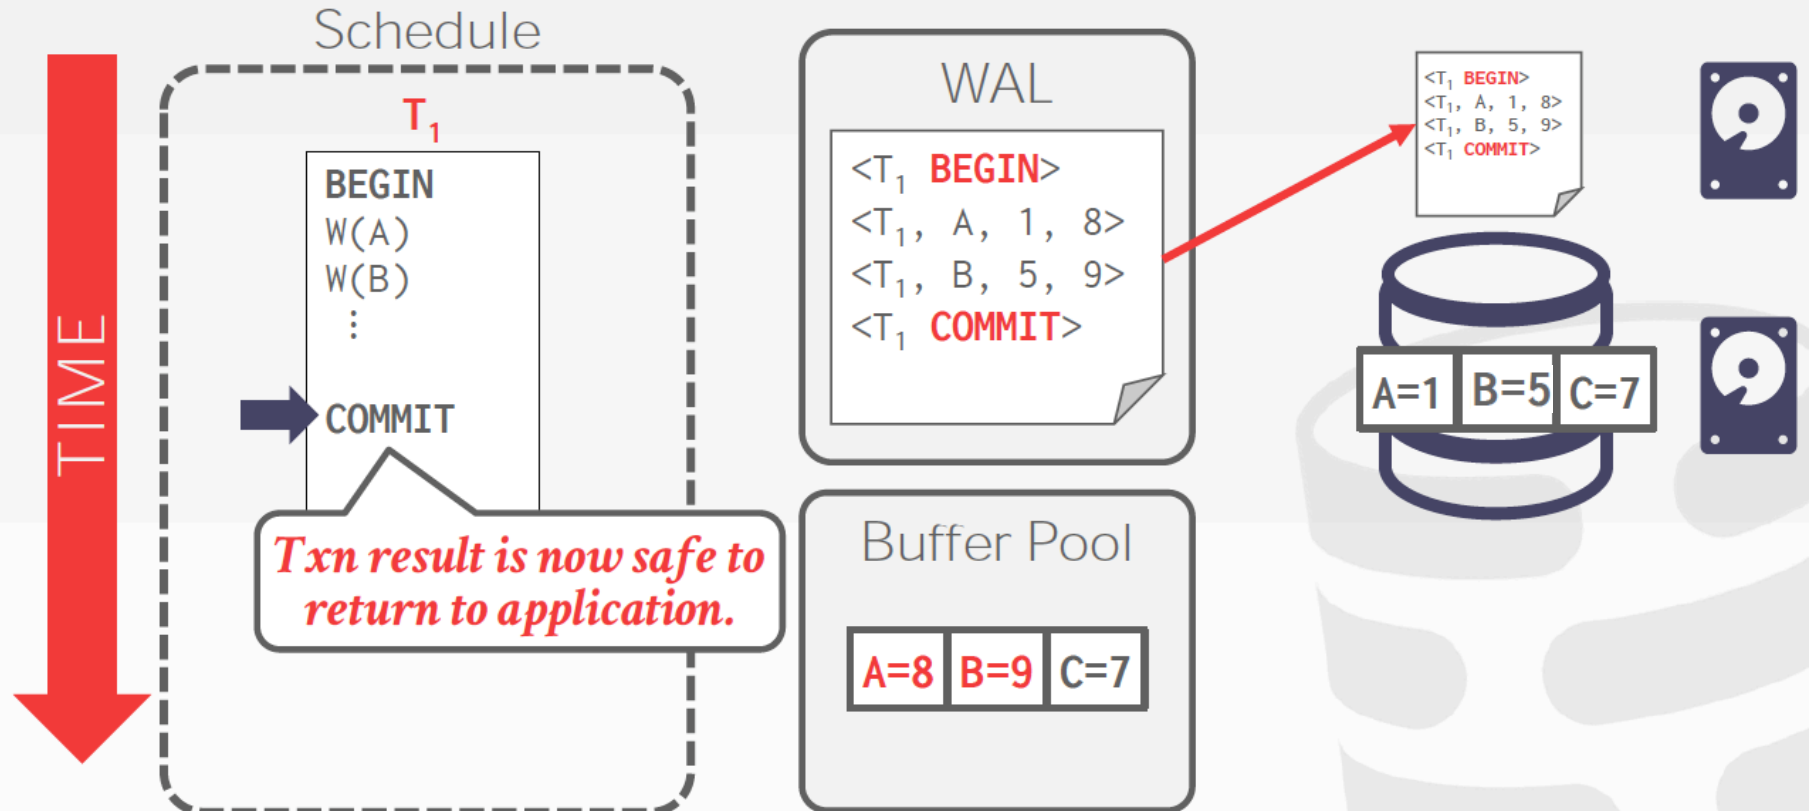 Schedule
TIME
T₁
BEGIN
W(A)
W(B)
⋮
COMMIT
Txn result is now safe to
return to application.
WAL
<T₁ BEGIN>
<T₁, A, 1, 8>
<T₁, B, 5, 9>
<T₁ COMMIT>
Buffer Pool
A=8 B=9 C=7
<T₁ BEGIN>
<T₁, A, 1, 8>
<T₁, B, 5, 9>
<T₁ COMMIT>
A=1 B=5 C=7